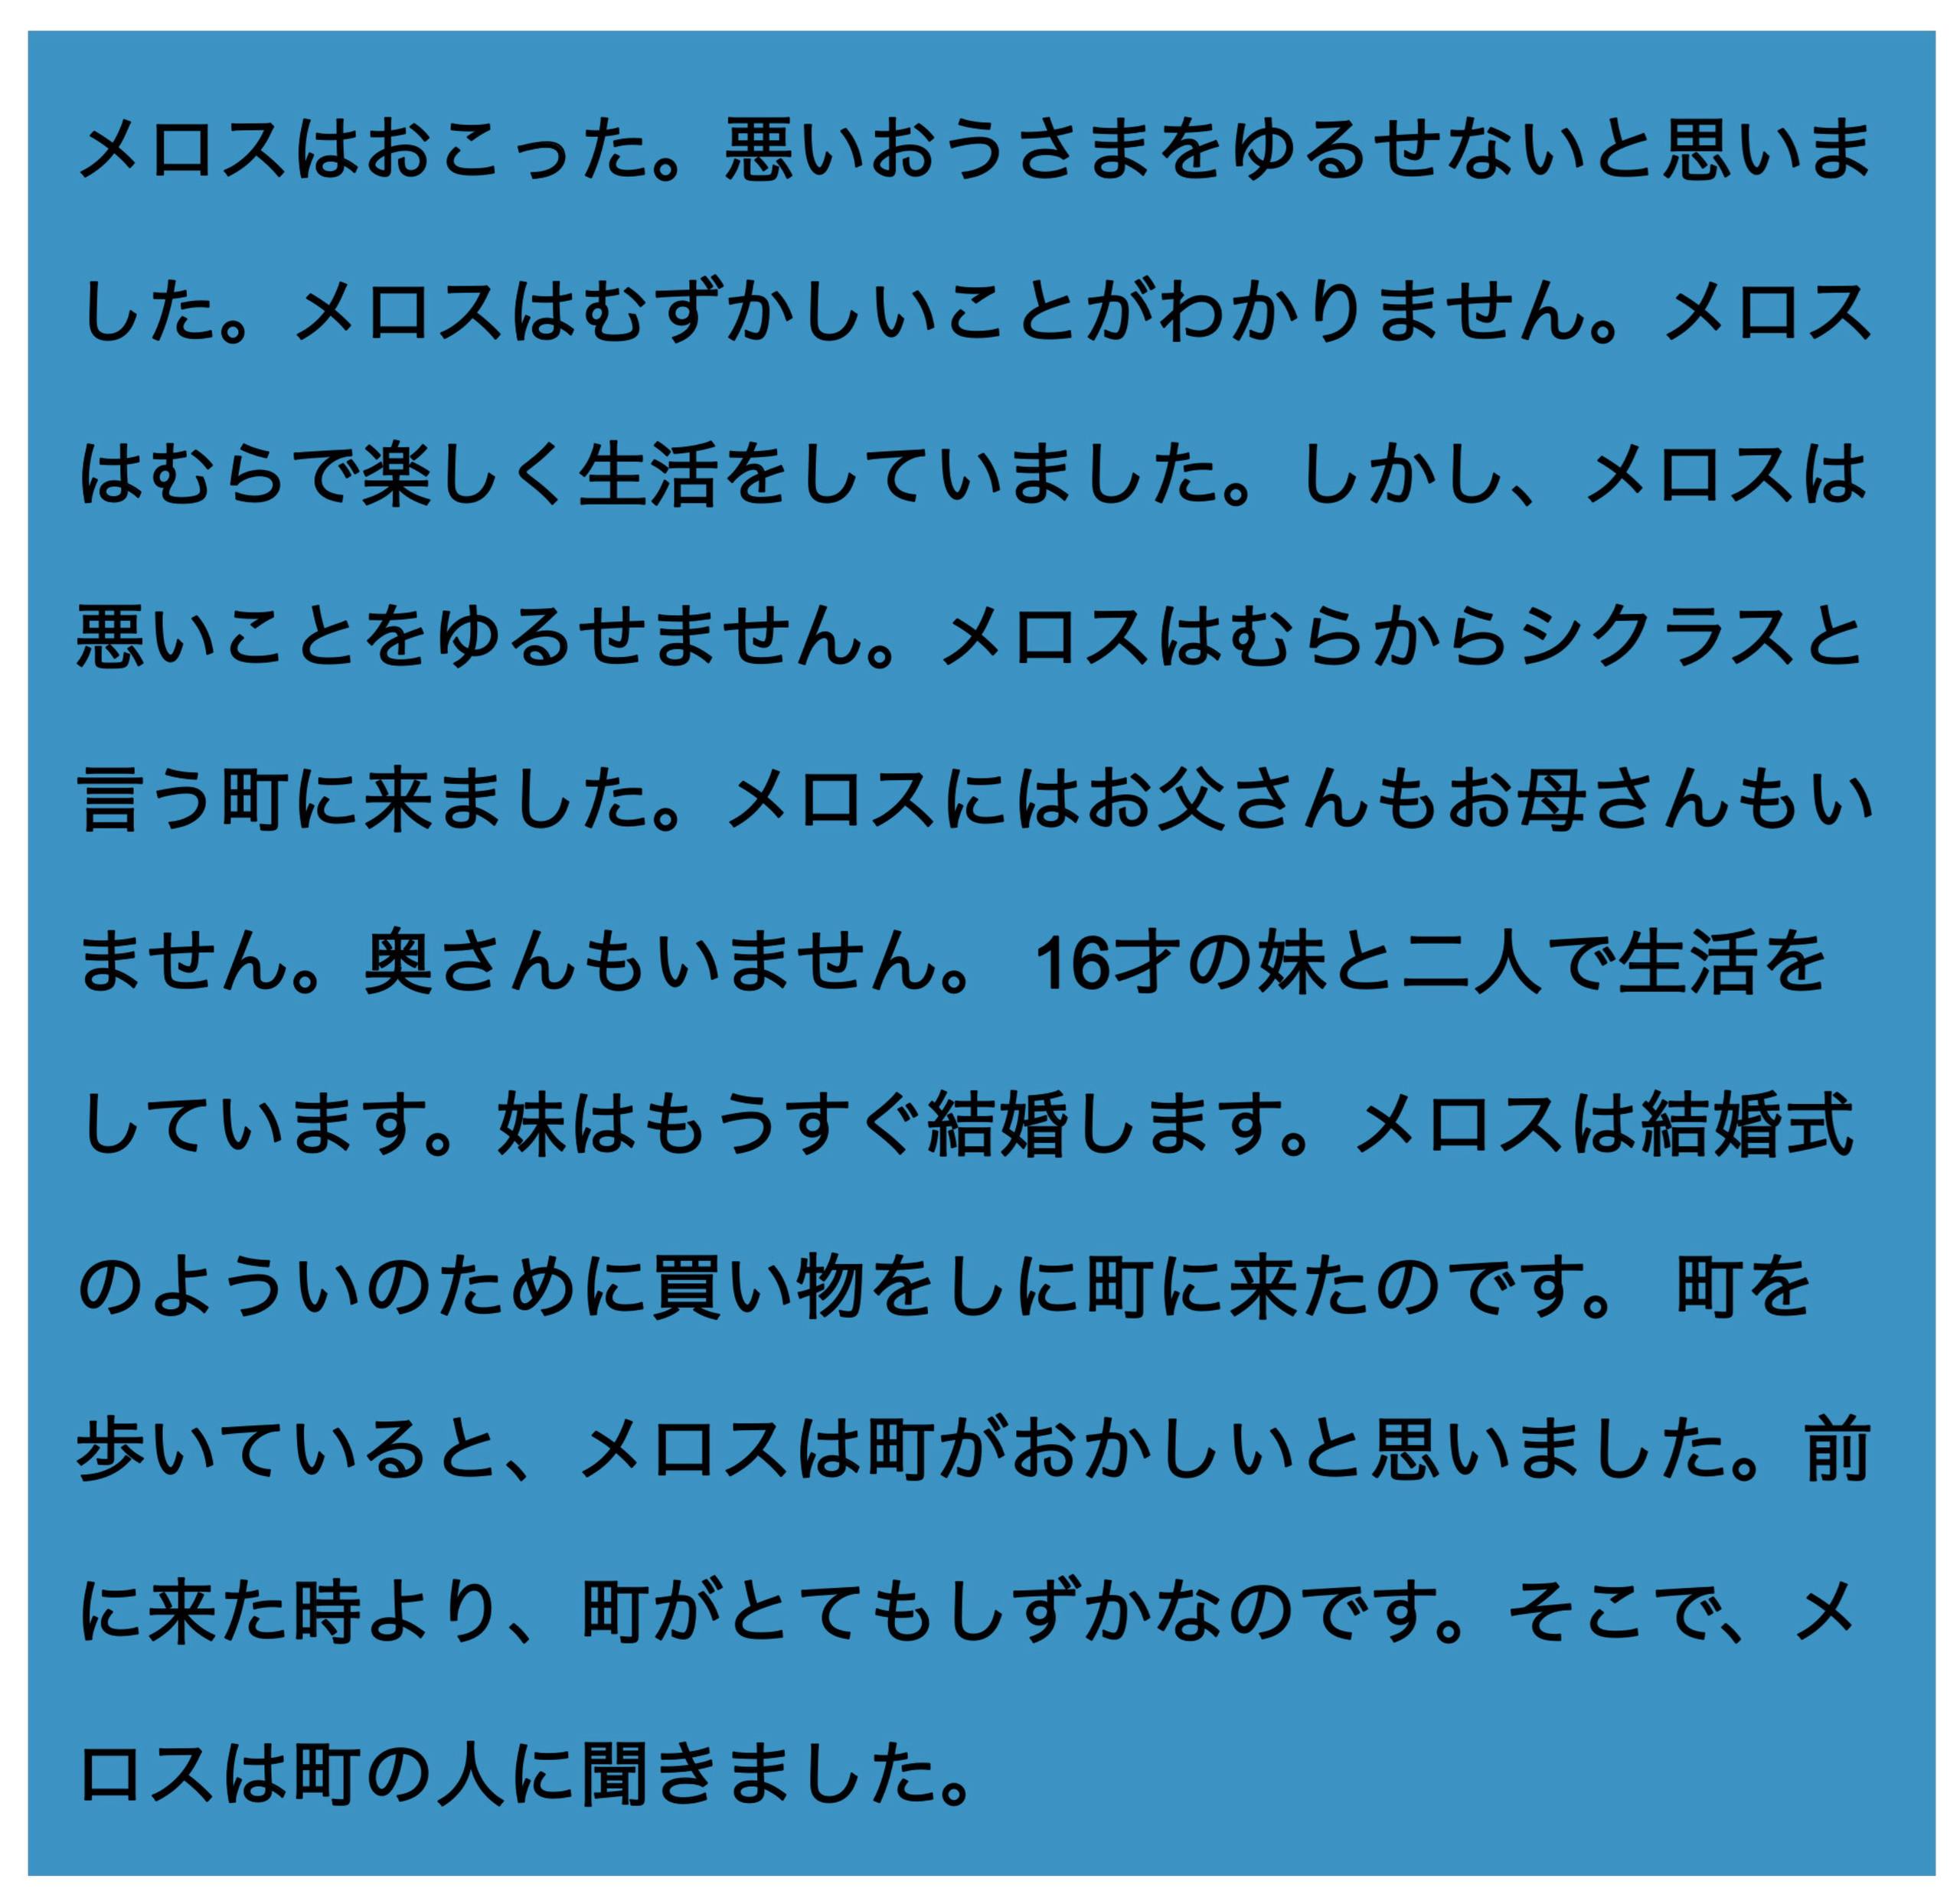 メロスはおこった。悪いおうさまをゆるせないと思いま
した。メロスはむずかしいことがわかりません。メロス
はむらで楽しく生活をしていました。しかし、メロスは
悪いことをゆるせません。メロスはむらからシクラスと
言う町に来ました。メロスにはお父さんもお母さんもい
ません。奥さんもいません。16才の妹と二人で生活を
しています。妹はもうすぐ結婚します。メロスは結婚式
のよういのために買い物をしに町に来たのです。町を
歩いていると、メロスは町がおかしいと思いました。前
に来た時より、町がとてもしずかなのです。そこで、メ
ロスは町の人に聞きました。